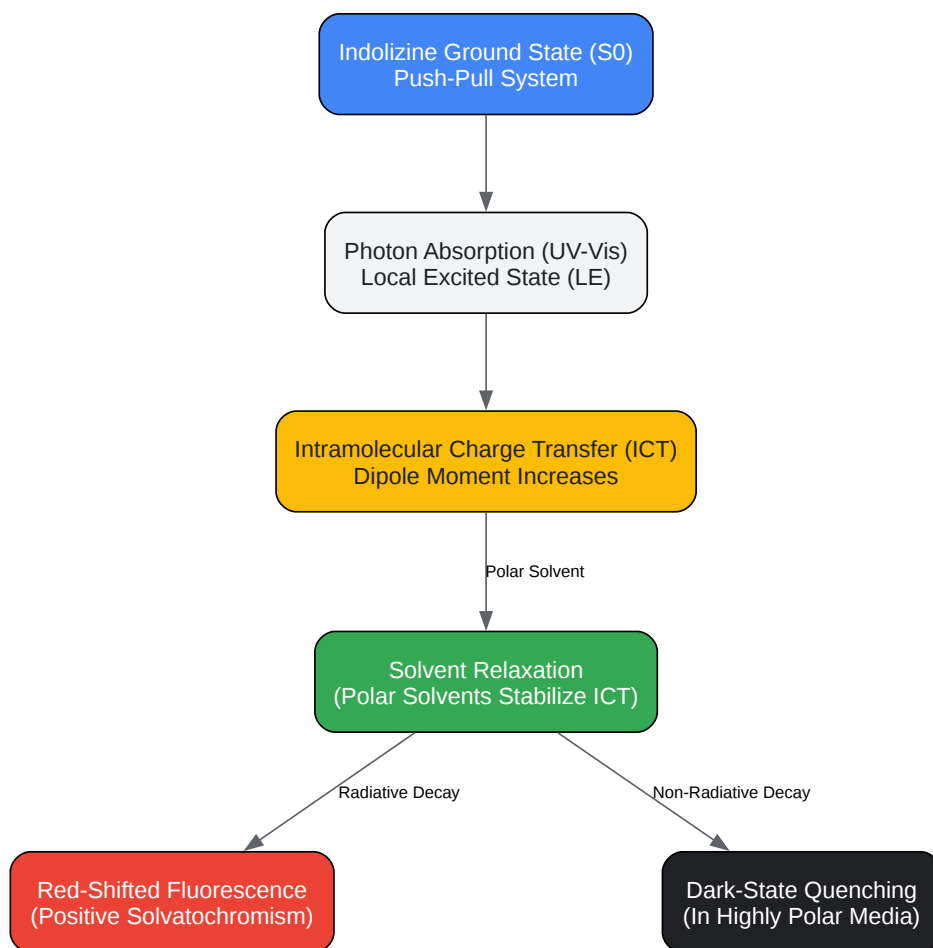 Indolizine Ground State (S0)
Push-Pull System
Photon Absorption (UV-Vis)
Local Excited State (LE)
Intramolecular Charge Transfer (ICT)
Dipole Moment Increases
Polar Solvent
Solvent Relaxation
(Polar Solvents Stabilize ICT)
Radiative Decay
Non-Radiative Decay
Red-Shifted Fluorescence
(Positive Solvatochromism)
Dark-State Quenching
(In Highly Polar Media)